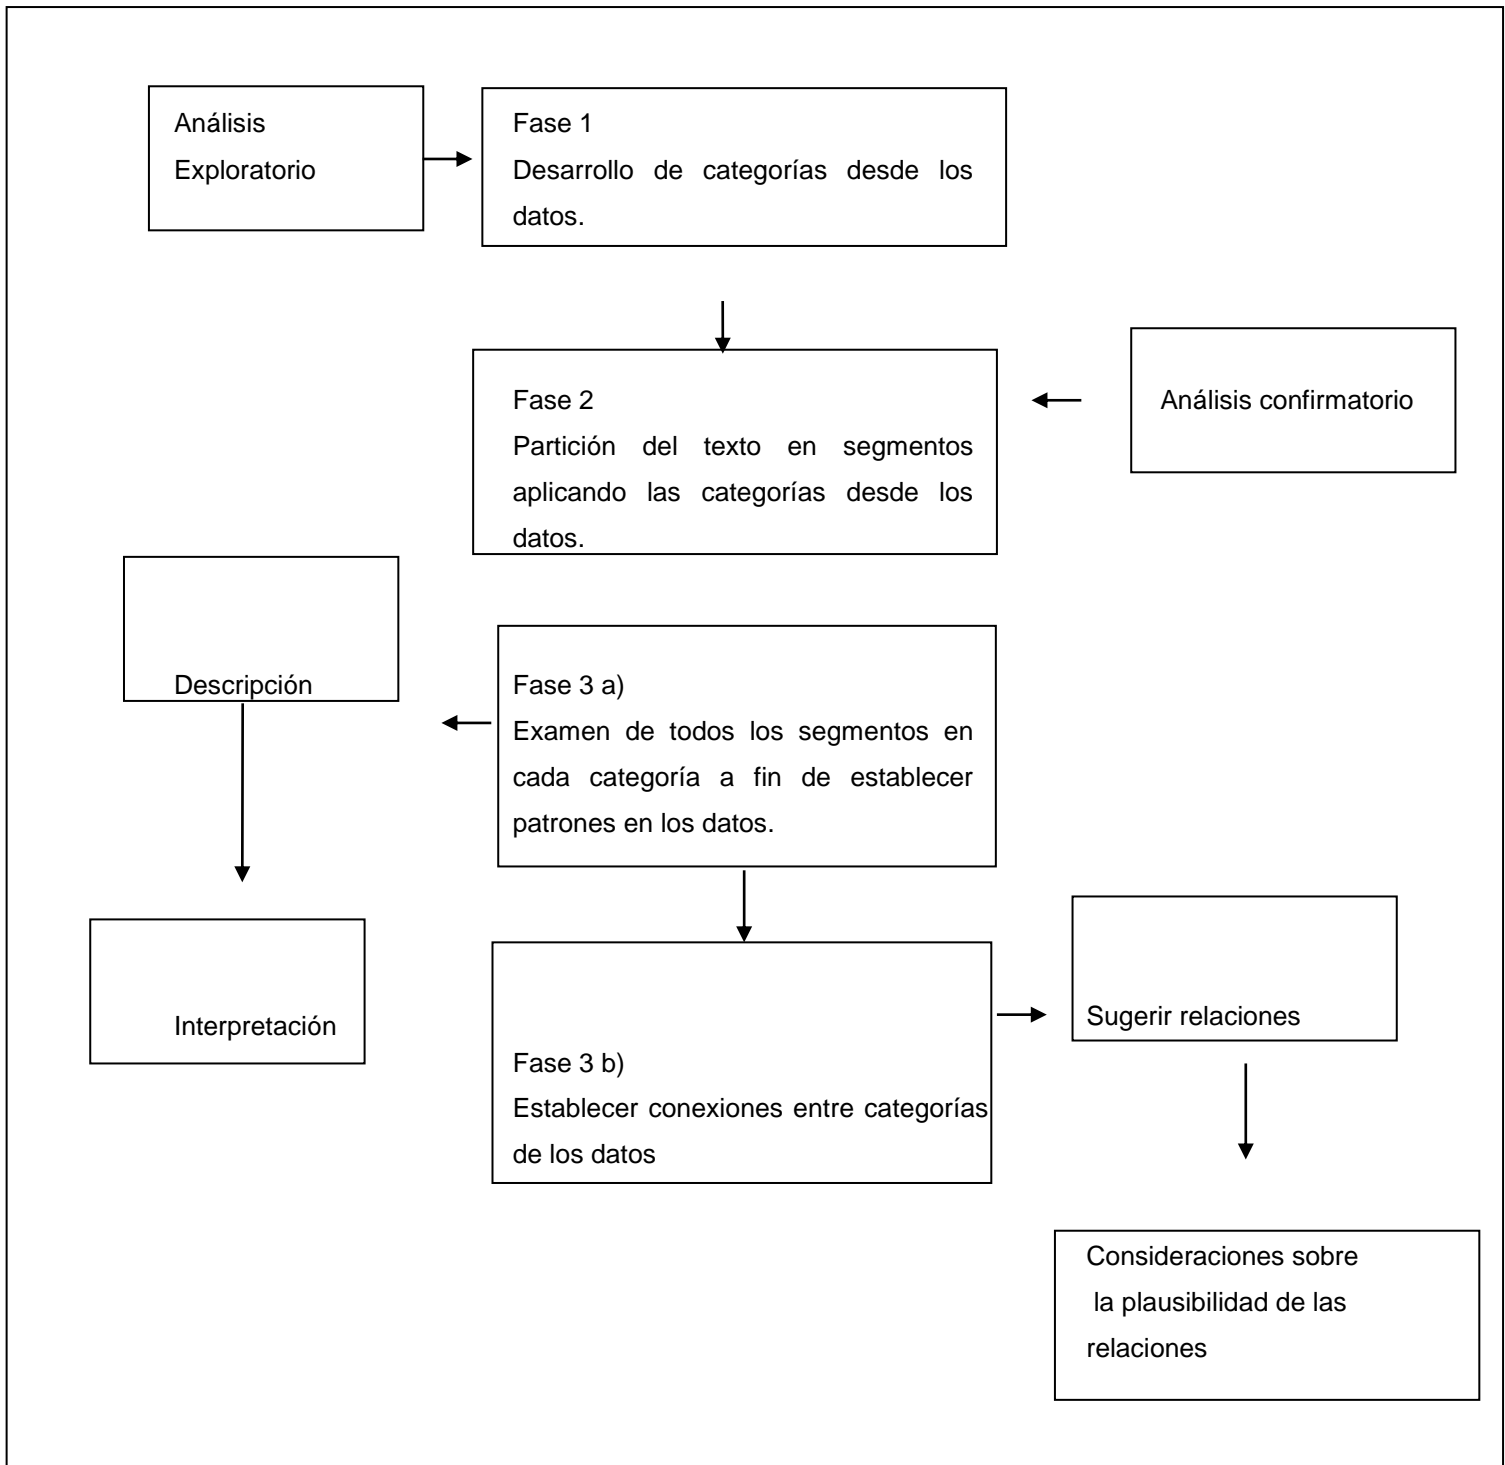 Análisis
Exploratorio
Fase 1
Desarrollo de categorías desde los
datos.
Fase 2
Partición del texto en segmentos
aplicando las categorías desde los
datos.
Análisis confirmatorio
Descripción
Fase 3 a)
Examen de todos los segmentos en
cada categoría a fin de establecer
patrones en los datos.
Interpretación
Fase 3 b)
Establecer conexiones entre categorías
de los datos
Sugerir relaciones
Consideraciones sobre
la plausibilidad de las
relaciones